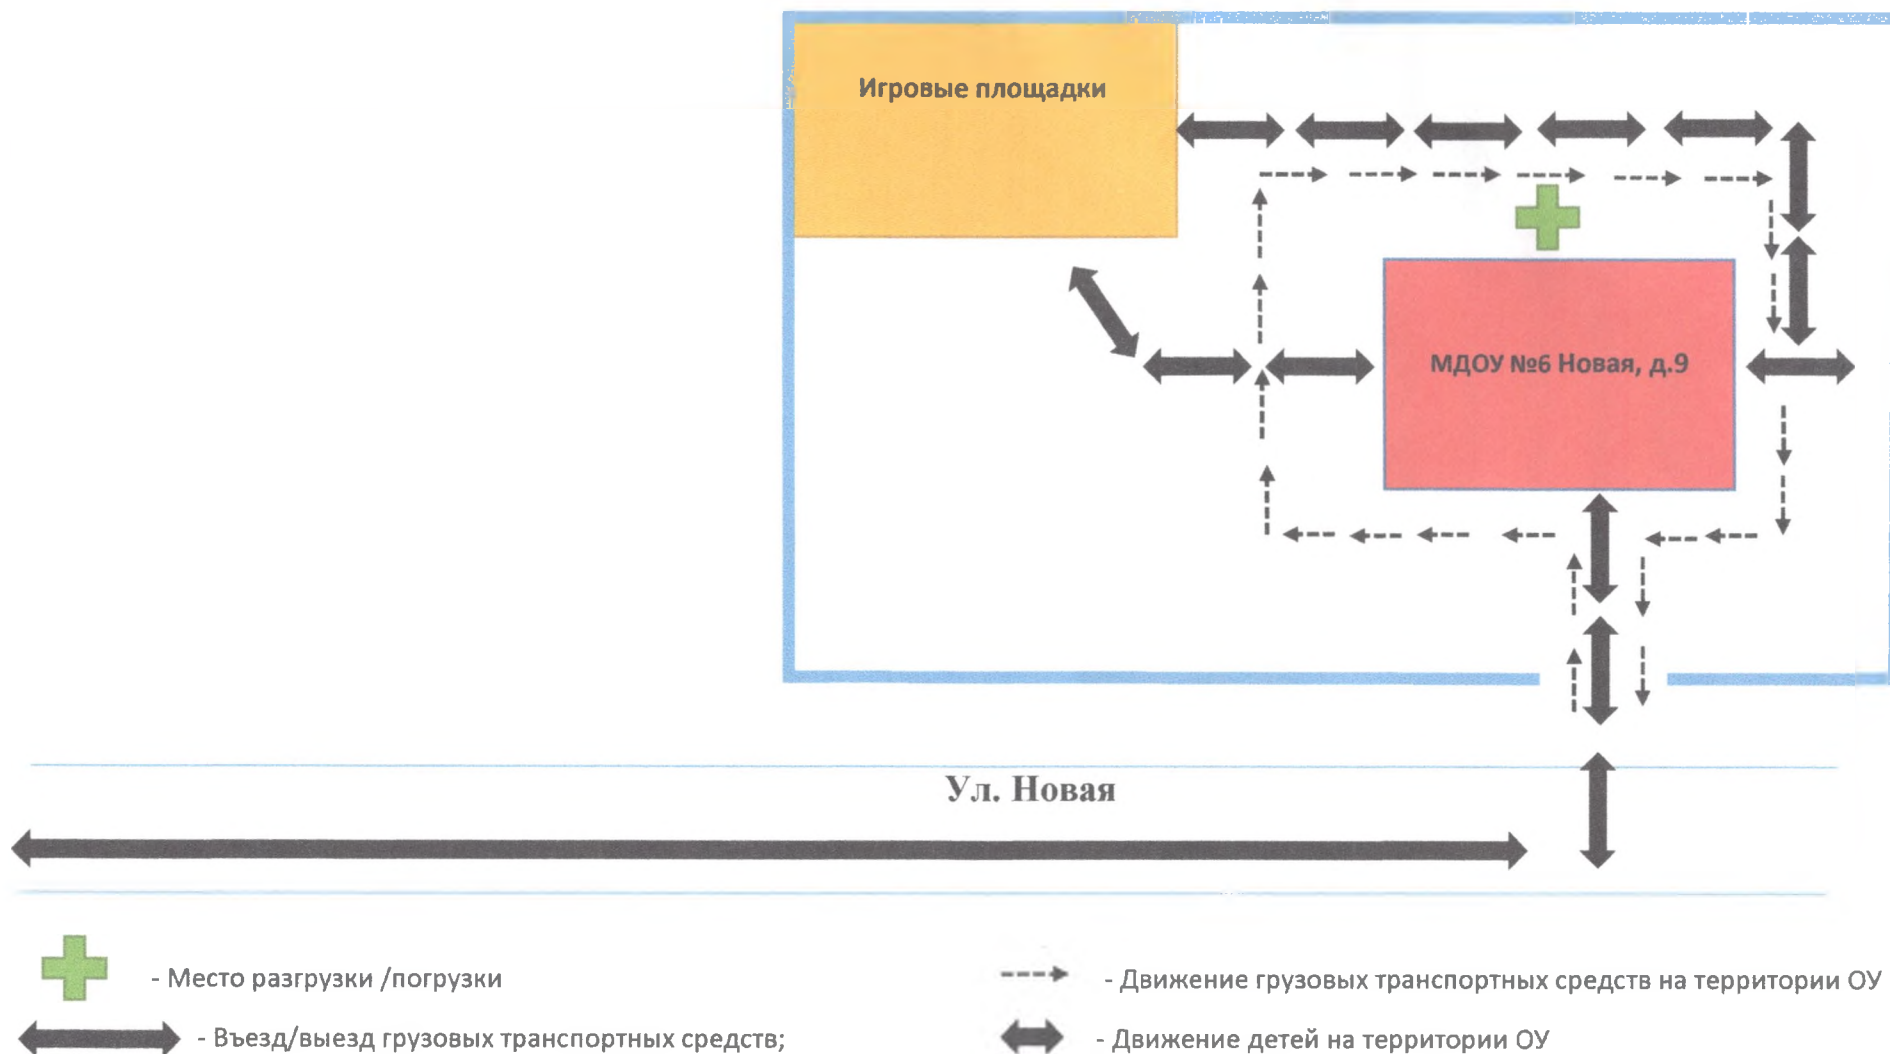 Игровые площадки
МДОУ №6 Новая, д.9
Ул. Новая
- Место разгрузки /погрузки
- Движение грузовых транспортных средств на территории ОУ
- Въезд/выезд грузовых транспортных средств;
- Движение детей на территории ОУ